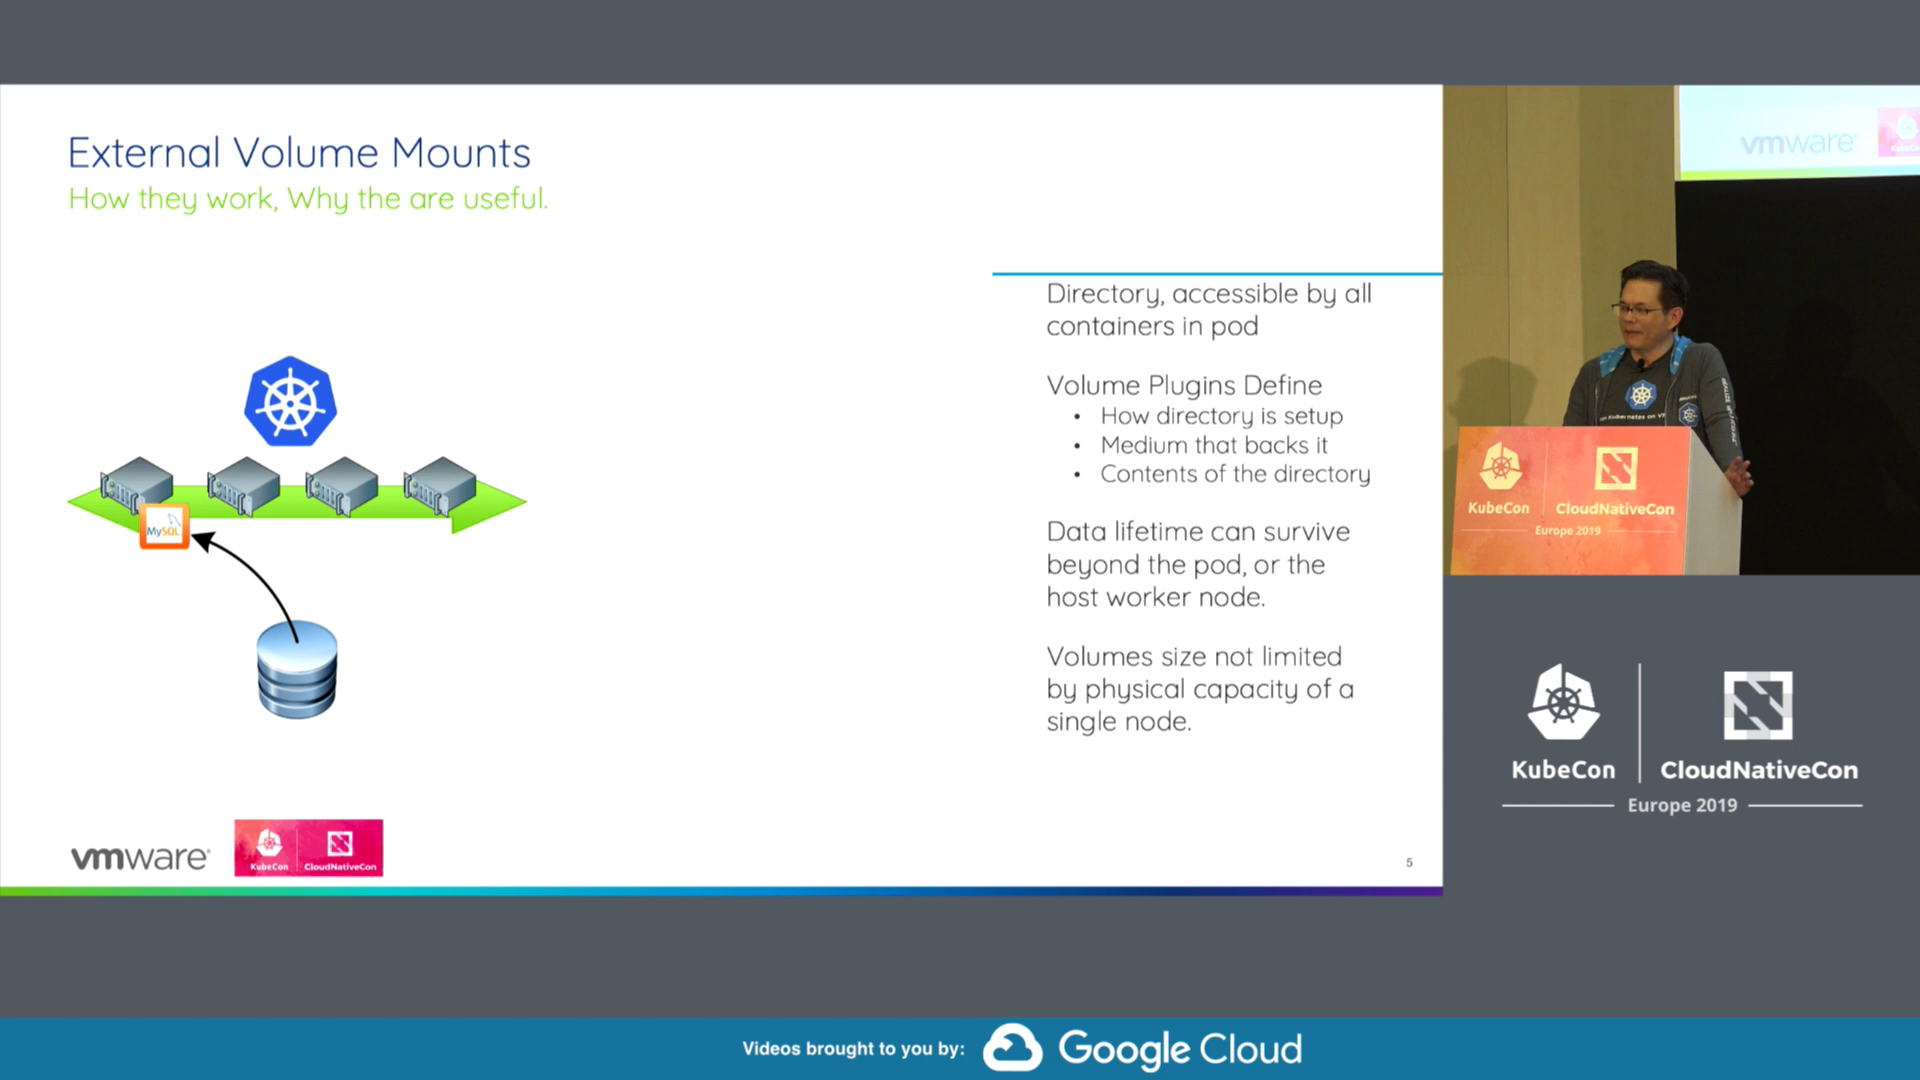 External Volume Mounts
How they work, Why the are useful.
Directory, accessible by all
containers in pod
Volume Plugins Define
• How directory is setup
• Medium that backs it
• Contents of the directory
Data lifetime can survive
beyond the pod, or the
host worker node.
Volumes size not limited
by physical capacity of a
single node.
MySQL
vmware
KubeCon CloudNativeCon
5
vmware
KubeCon CloudNativeCon
Europe 2019
KubeCon CloudNativeCon
Europe 2019
Videos brought to you by: Google Cloud